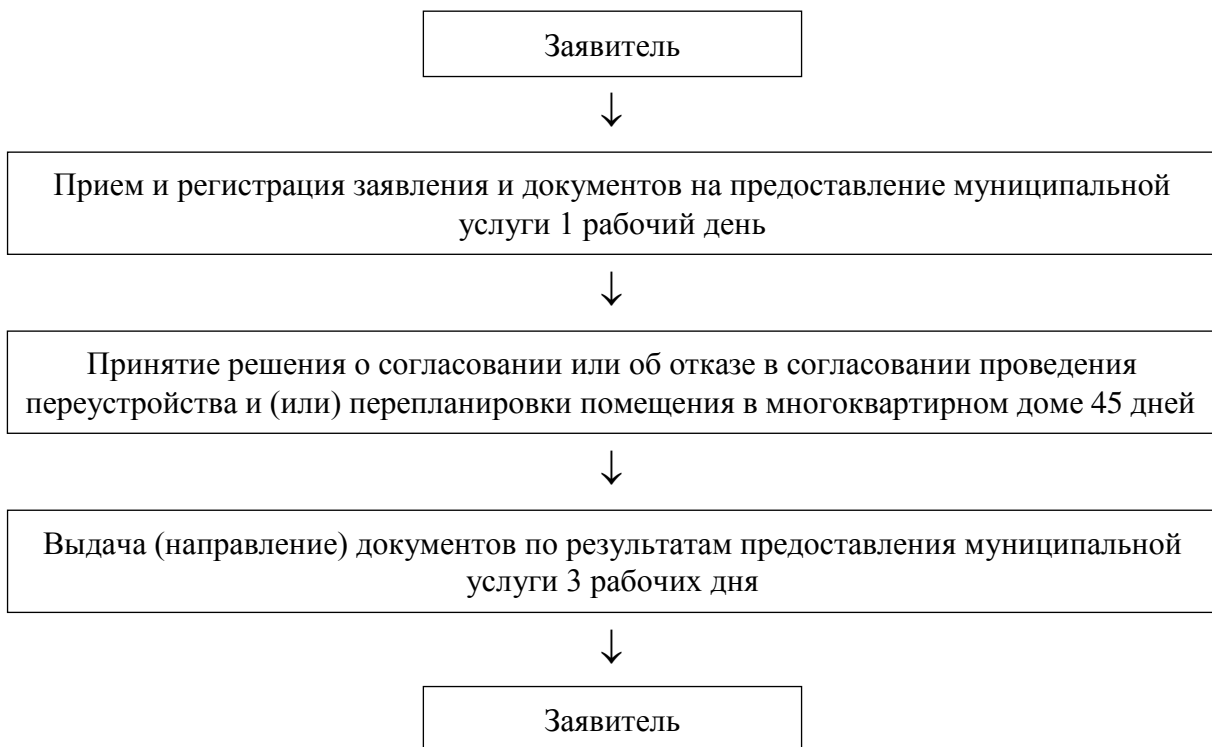 Заявитель
↓
Прием и регистрация заявления и документов на предоставление муниципальной
услуги 1 рабочий день
↓
Принятие решения о согласовании или об отказе в согласовании проведения
переустройства и (или) перепланировки помещения в многоквартирном доме 45 дней
↓
Выдача (направление) документов по результатам предоставления муниципальной
услуги 3 рабочих дня
↓
Заявитель